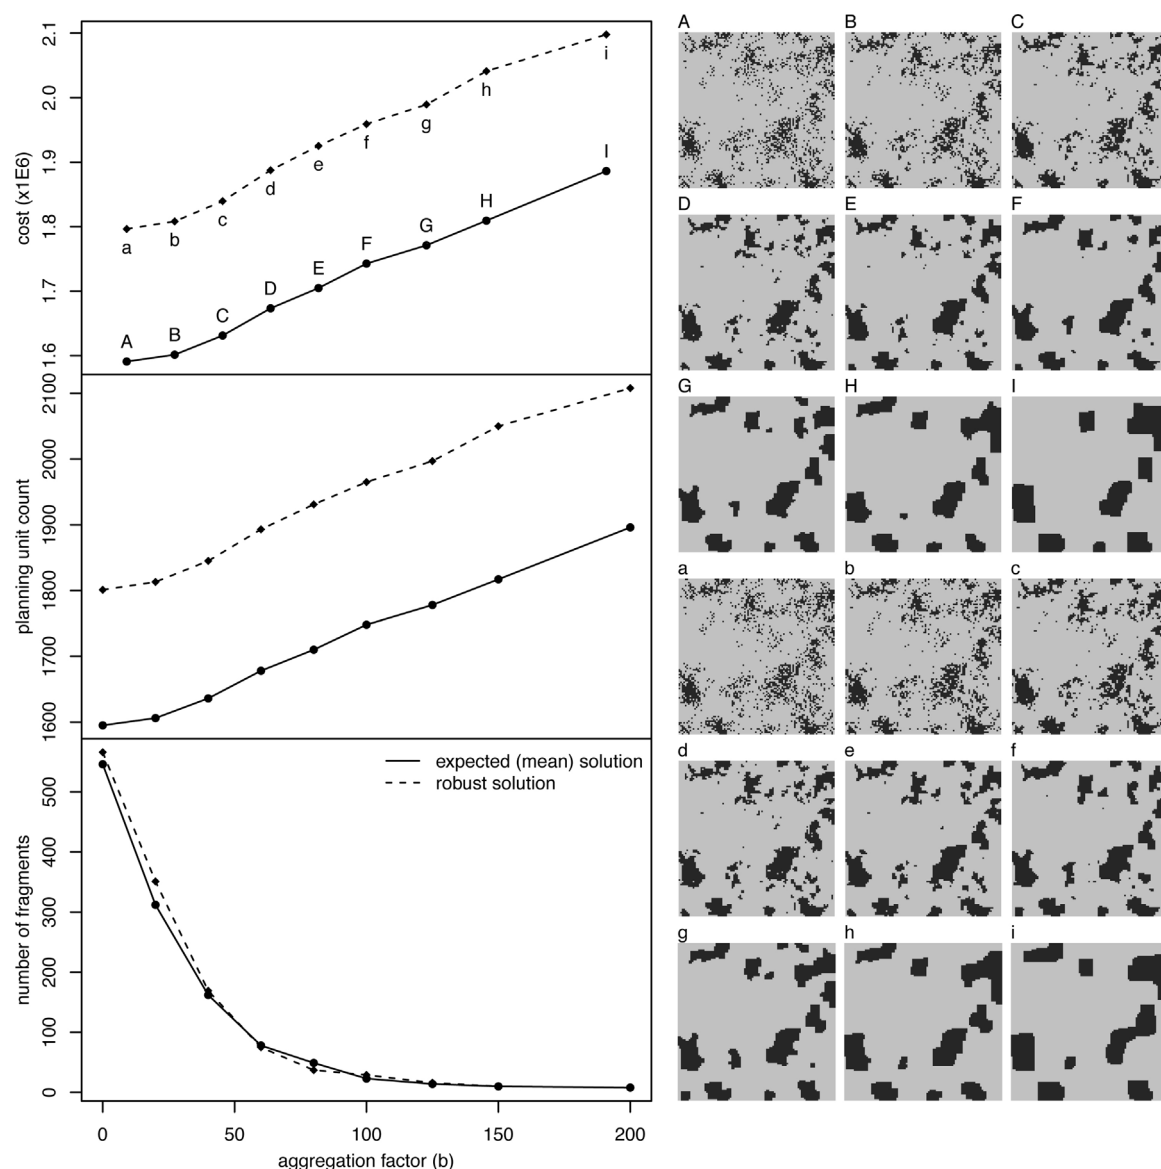 2.1
2.0
1.9
1.8
1.7
1.6
cost (x1E6)
a
b
c
d
e
f
g
h
i
A
B
C
D
E
F
G
H
I
2100
2000
1900
1800
1700
1600
planning unit count
expected (mean) solution
robust solution
500
400
300
200
100
0
number of fragments
0 50 100 150 200
aggregation factor (b)
A B C
D E F
G H I
a b c
d e f
g h i